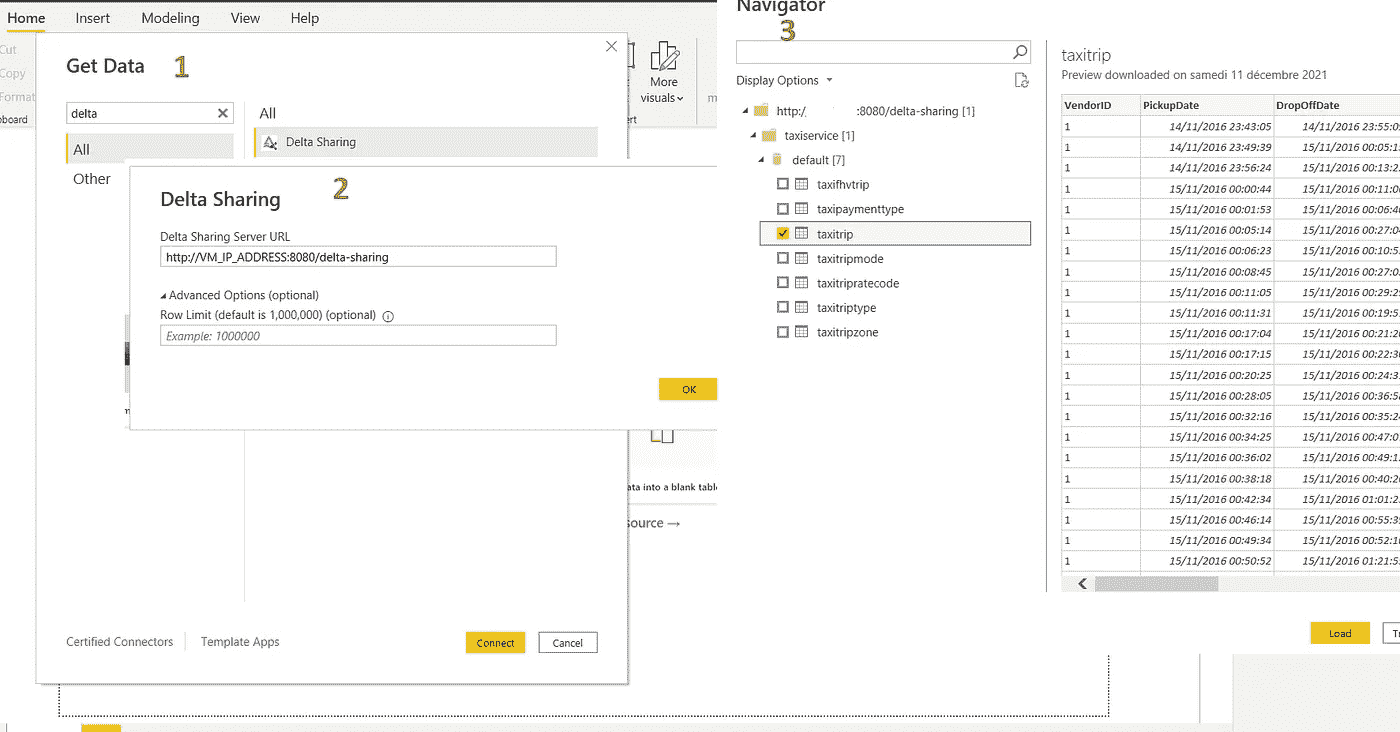 Home Insert Modeling View Help
Cut
Copy
Format
board
Get Data 1
delta
All
Other
All
Delta Sharing
More
visuals
Delta Sharing 2
Delta Sharing Server URL
http://VM_IP_ADDRESS:8080/delta-sharing
Advanced Options (optional)
Row Limit (default is 1,000,000) (optional)
Example: 1000000
OK
ata into a blank table
source →
Certified Connectors Template Apps
Connect Cancel
Navigator
3
Display Options
http:/ :8080/delta-sharing [1]
taxiservice [1]
default [7]
taxifhvtrip
taxipaymenttype
taxitrip
taxitripmode
taxitripratecode
taxitriptype
taxitripzone
taxitrip
Preview downloaded on samedi 11 décembre 2021
VendorID PickupDate DropOffDate
1 14/11/2016 23:43:05 14/11/2016 23:55:0
1 14/11/2016 23:49:39 15/11/2016 00:05:1
1 14/11/2016 23:56:24 15/11/2016 00:13:2
1 15/11/2016 00:00:44 15/11/2016 00:11:0
1 15/11/2016 00:01:53 15/11/2016 00:06:4
1 15/11/2016 00:05:14 15/11/2016 00:27:0
1 15/11/2016 00:06:23 15/11/2016 00:10:5
1 15/11/2016 00:08:45 15/11/2016 00:27:0
1 15/11/2016 00:11:05 15/11/2016 00:29:2
1 15/11/2016 00:11:31 15/11/2016 00:19:5
1 15/11/2016 00:17:04 15/11/2016 00:21:2
1 15/11/2016 00:17:15 15/11/2016 00:22:3
1 15/11/2016 00:20:25 15/11/2016 00:24:3
1 15/11/2016 00:28:05 15/11/2016 00:36:5
1 15/11/2016 00:32:16 15/11/2016 00:35:2
1 15/11/2016 00:34:25 15/11/2016 00:47:0
1 15/11/2016 00:36:02 15/11/2016 00:49:1
1 15/11/2016 00:38:18 15/11/2016 00:40:2
1 15/11/2016 00:42:34 15/11/2016 01:01:2
1 15/11/2016 00:46:14 15/11/2016 00:55:3
1 15/11/2016 00:49:34 15/11/2016 00:52:1
1 15/11/2016 00:50:52 15/11/2016 01:21:5
Load